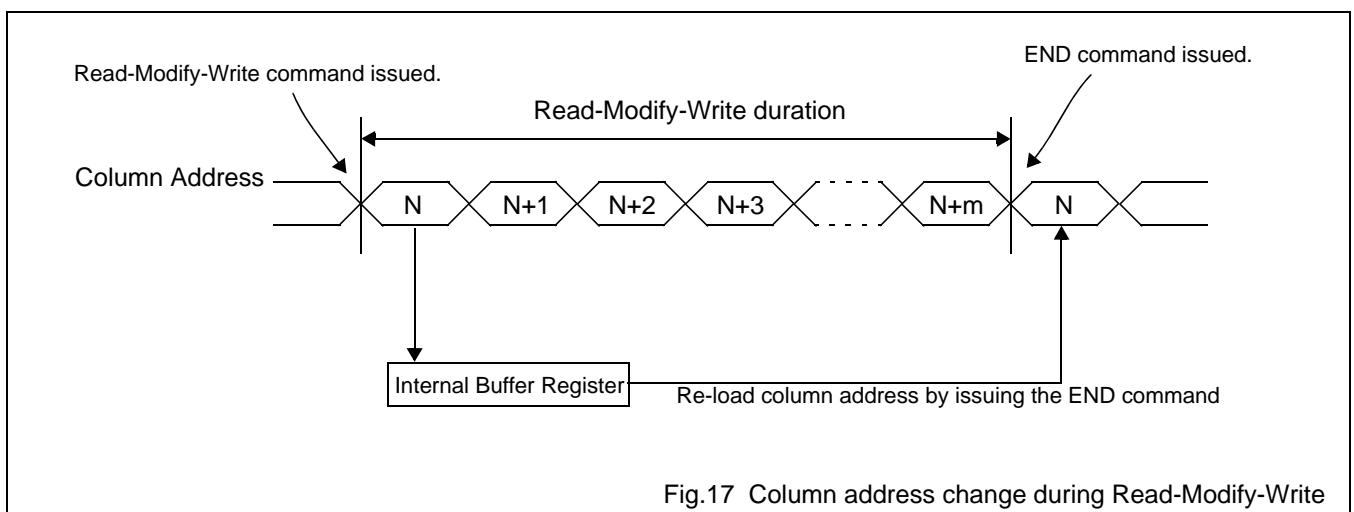 Read-Modify-Write command issued.
END command issued.
Read-Modify-Write duration
Column Address
N
N+1
N+2
N+3
N+m
N
Internal Buffer Register
Re-load column address by issuing the END command
Fig.17 Column address change during Read-Modify-Write